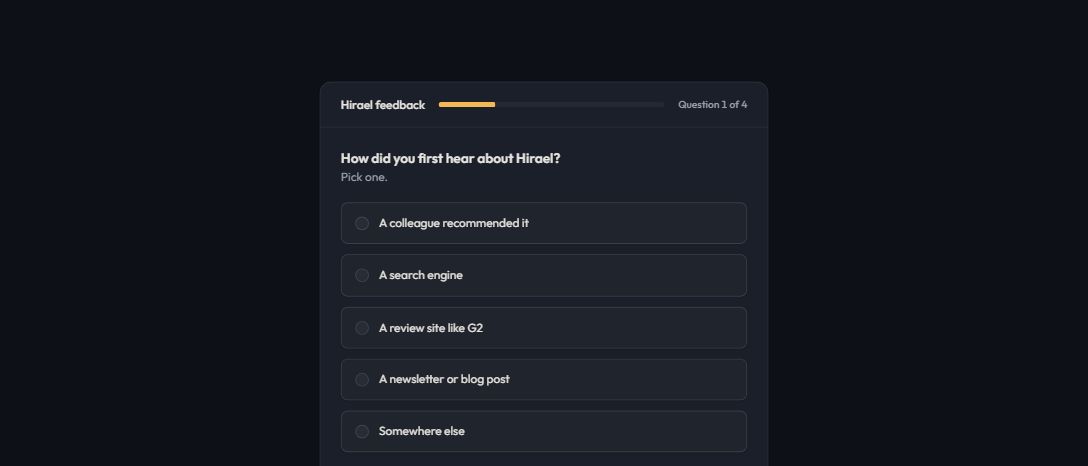 Hirael feedback
Question 1 of 4
How did you first hear about Hirael?
Pick one.
A colleague recommended it
A search engine
A review site like G2
A newsletter or blog post
Somewhere else